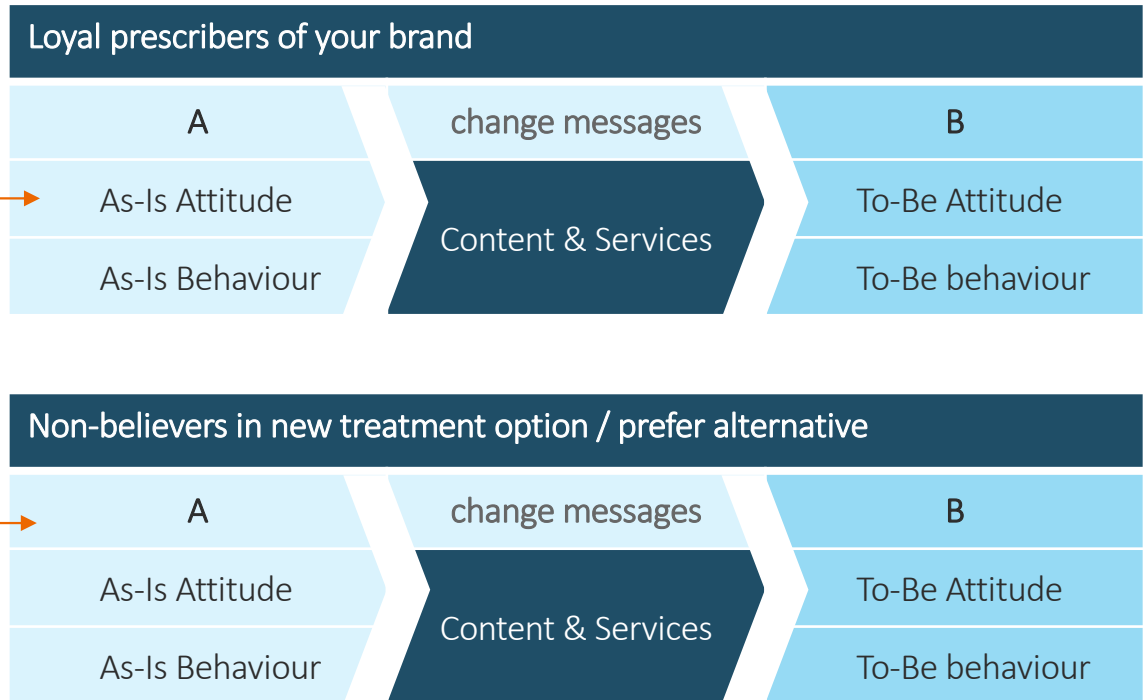 Loyal prescribers of your brand
A
change messages
B
As-Is Attitude
Content & Services
To-Be Attitude
As-Is Behaviour
To-Be behaviour
Non-believers in new treatment option / prefer alternative
A
change messages
B
As-Is Attitude
Content & Services
To-Be Attitude
As-Is Behaviour
To-Be behaviour